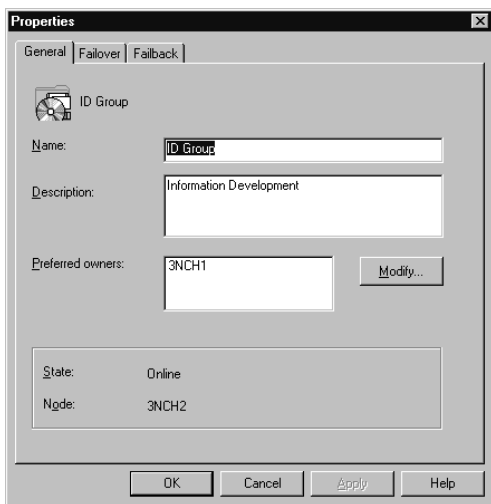 Properties
General Failover Failback
ID Group
Name: ID Group
Description: Information Development
Preferred owners: 3NCH1 Modify...
State: Online
Node: 3NCH2
OK Cancel Apply Help